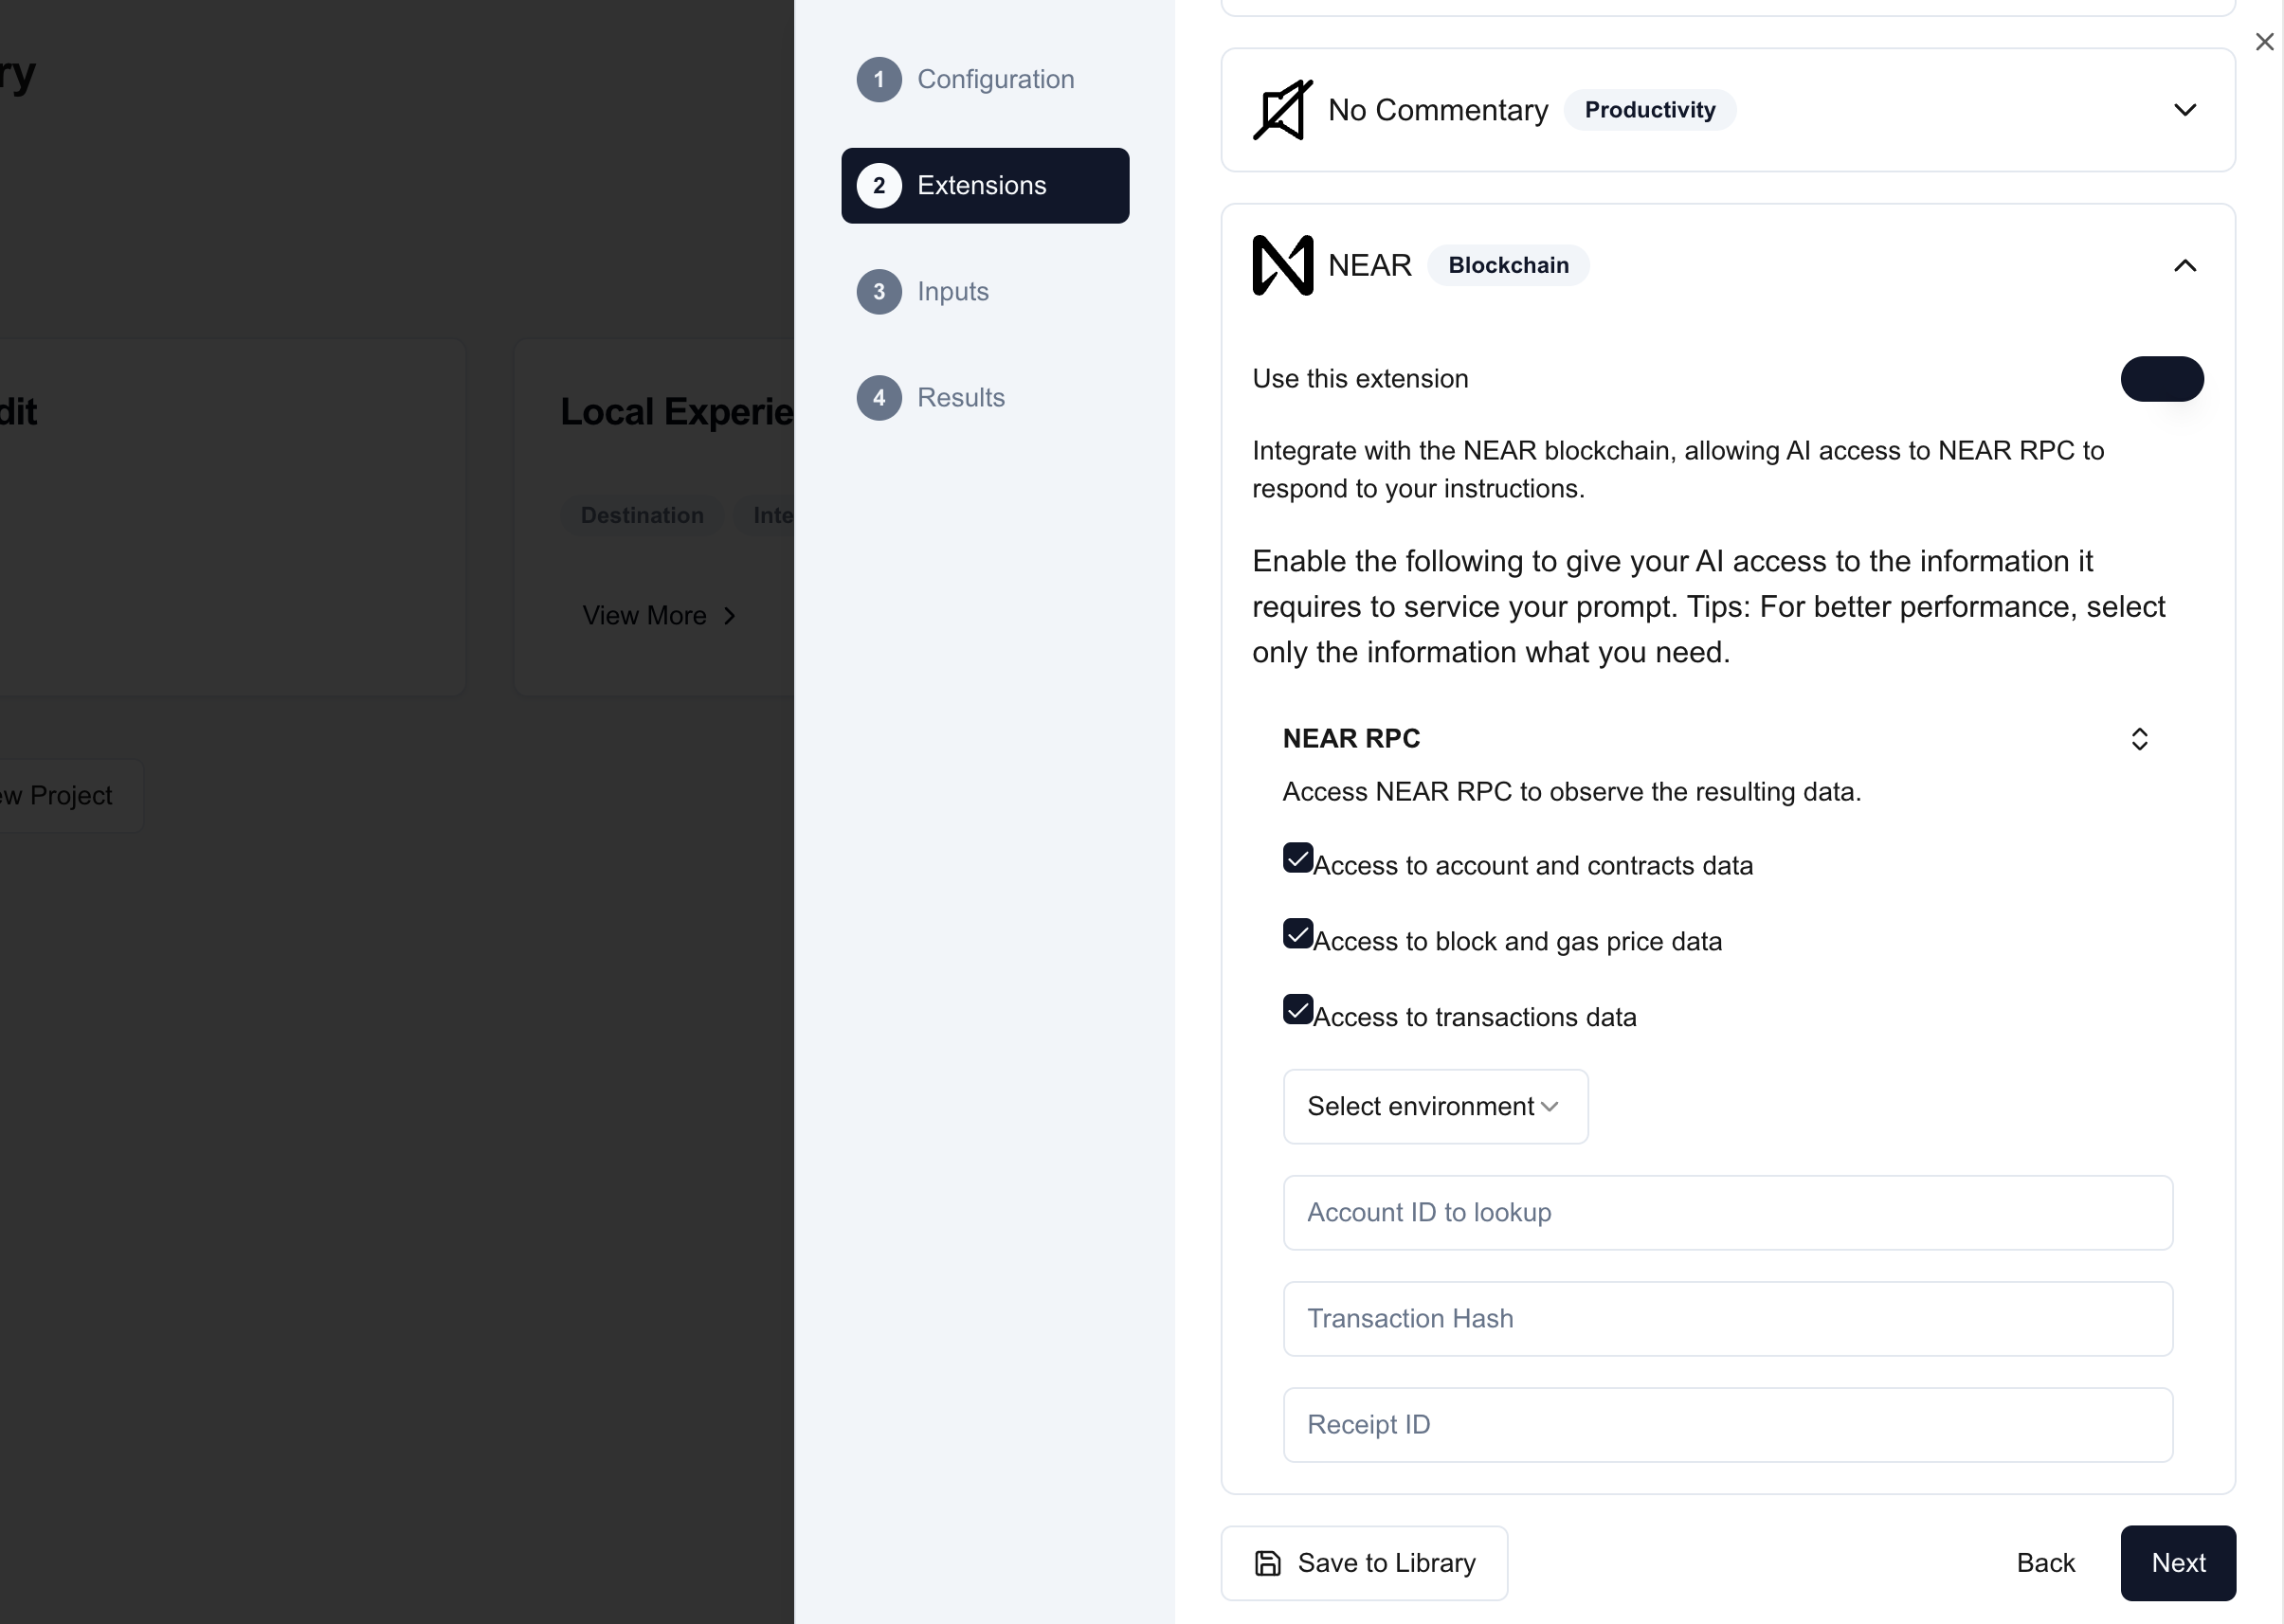 ry
dit
Local Experie
Destination
Inte
View More
ew Project
1 Configuration
2 Extensions
3 Inputs
4 Results
No Commentary
Productivity
NEAR
Blockchain
Use this extension
Integrate with the NEAR blockchain, allowing AI access to NEAR RPC to
respond to your instructions.
Enable the following to give your AI access to the information it
requires to service your prompt. Tips: For better performance, select
only the information what you need.
NEAR RPC
Access NEAR RPC to observe the resulting data.
Access to account and contracts data
Access to block and gas price data
Access to transactions data
Select environment
Account ID to lookup
Transaction Hash
Receipt ID
Save to Library
Back
Next